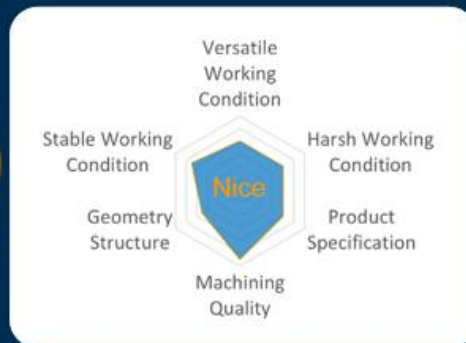 Versatile
Working
Condition
Stable Working
Condition
Harsh Working
Condition
Nice
Geometry
Structure
Product
Specification
Machining
Quality